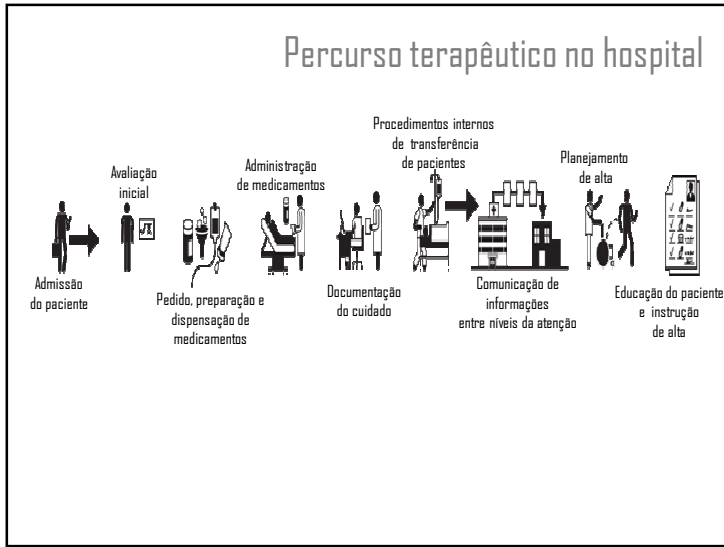 Percurso terapêutico no hospital
Admissão
do paciente
Avaliação
inicial
Pedido, preparação e
dispensação de
medicamentos
Administração
de medicamentos
Documentação
do cuidado
Procedimentos internos
de transferência
de pacientes
Comunicação de
informações
entre níveis da atenção
Planejamento
de alta
Educação do paciente
e instrução
de alta